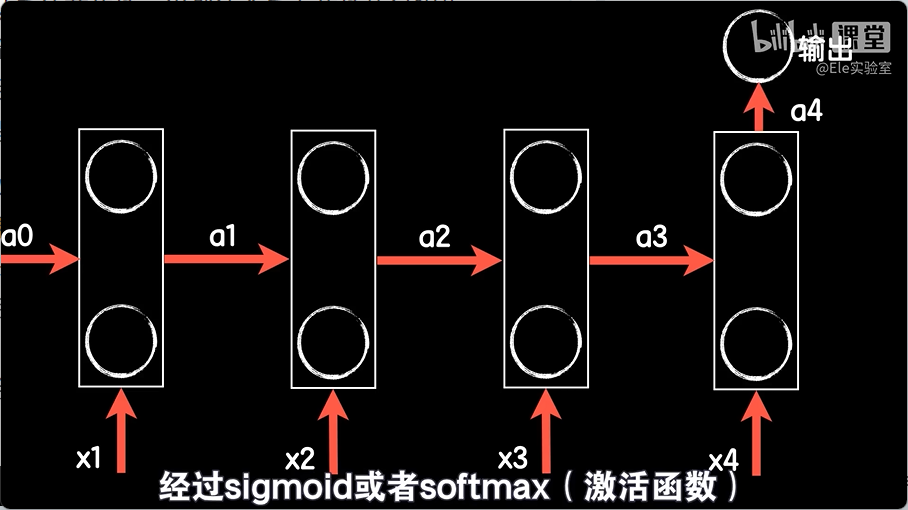 bilibili 课堂
输出
@Ele实验室
a4
a0
a1
a2
a3
x1
x2
x3
x4
经过sigmoid或者softmax（激活函数）